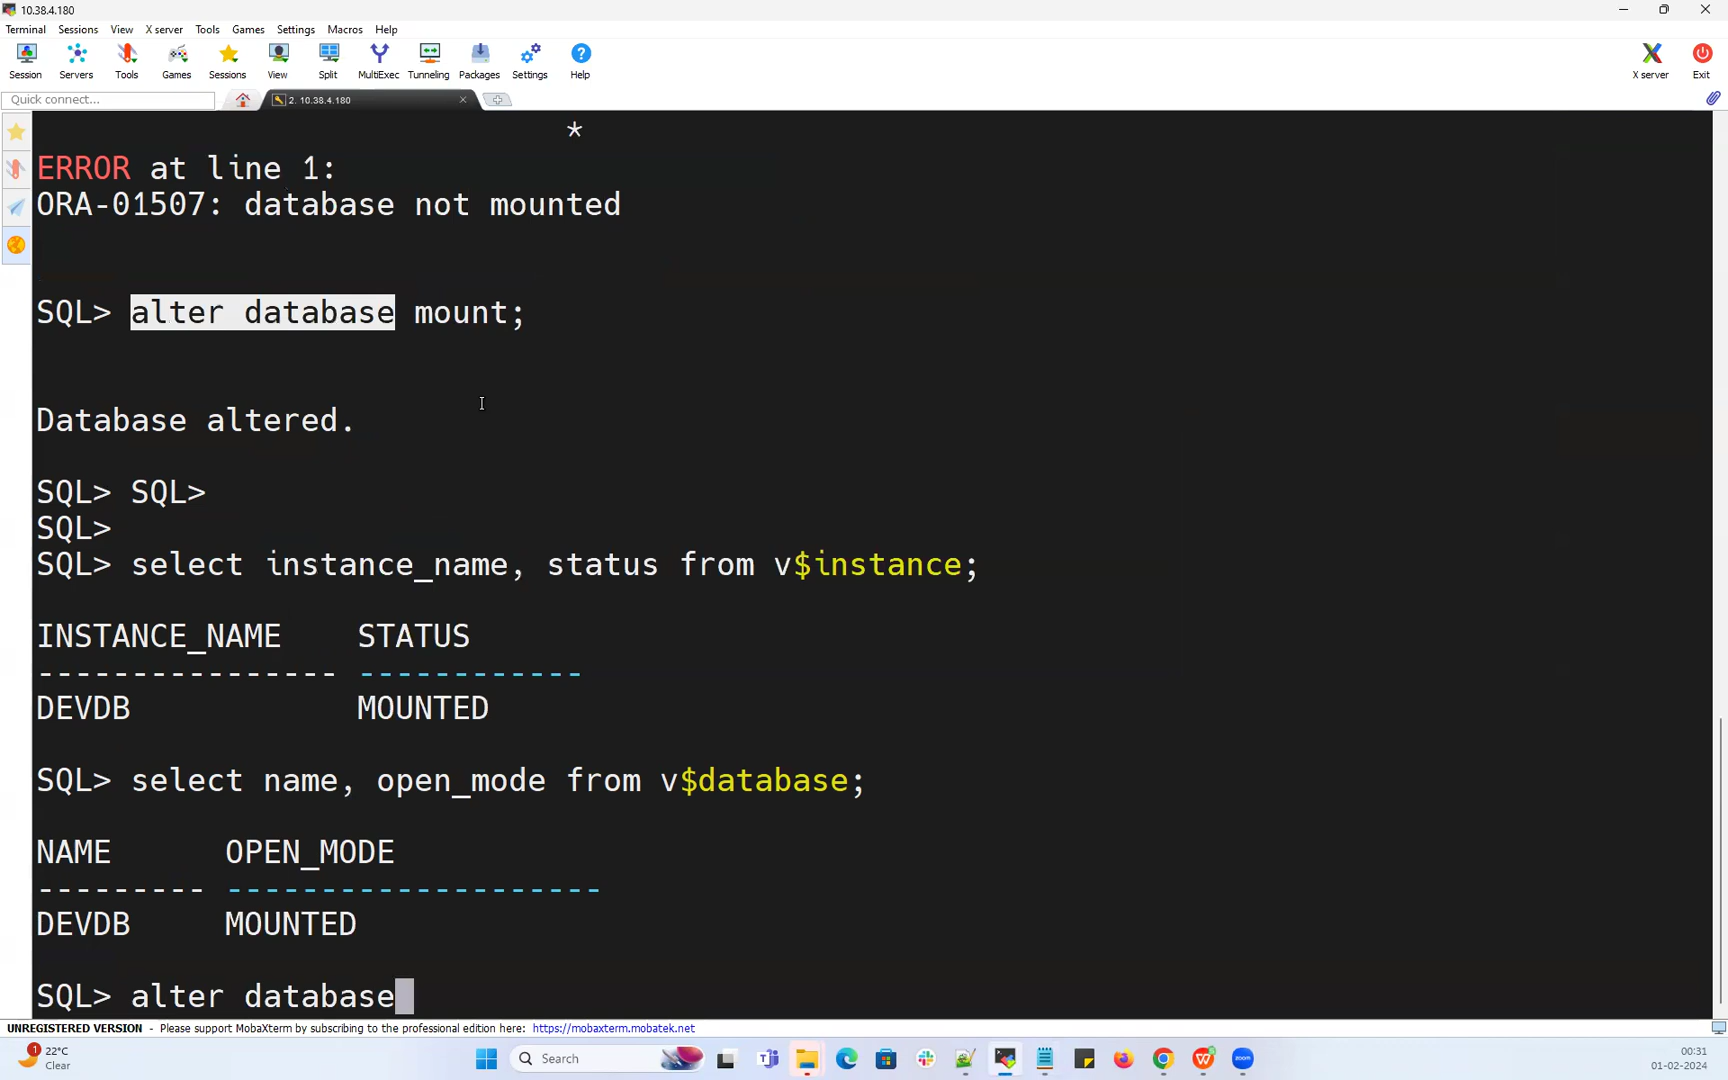 10.38.4.180
Terminal Sessions View X server Tools Games Settings Macros Help
Session Servers Tools Games Sessions View Split MultiExec Tunneling Packages Settings Help X server Exit
Quick connect... 2. 10.38.4.180
*
ERROR at line 1:
ORA-01507: database not mounted
SQL> alter database mount;
Database altered.
SQL> SQL>
SQL>
SQL> select instance_name, status from v$instance;
INSTANCE_NAME STATUS
---------------- ------------
DEVDB MOUNTED
SQL> select name, open_mode from v$database;
NAME OPEN_MODE
--------- --------------------
DEVDB MOUNTED
SQL> alter database
UNREGISTERED VERSION - Please support MobaXterm by subscribing to the professional edition here: https://mobaxterm.mobatek.net
1 22°C Search zoom 00:31
Clear 01-02-2024